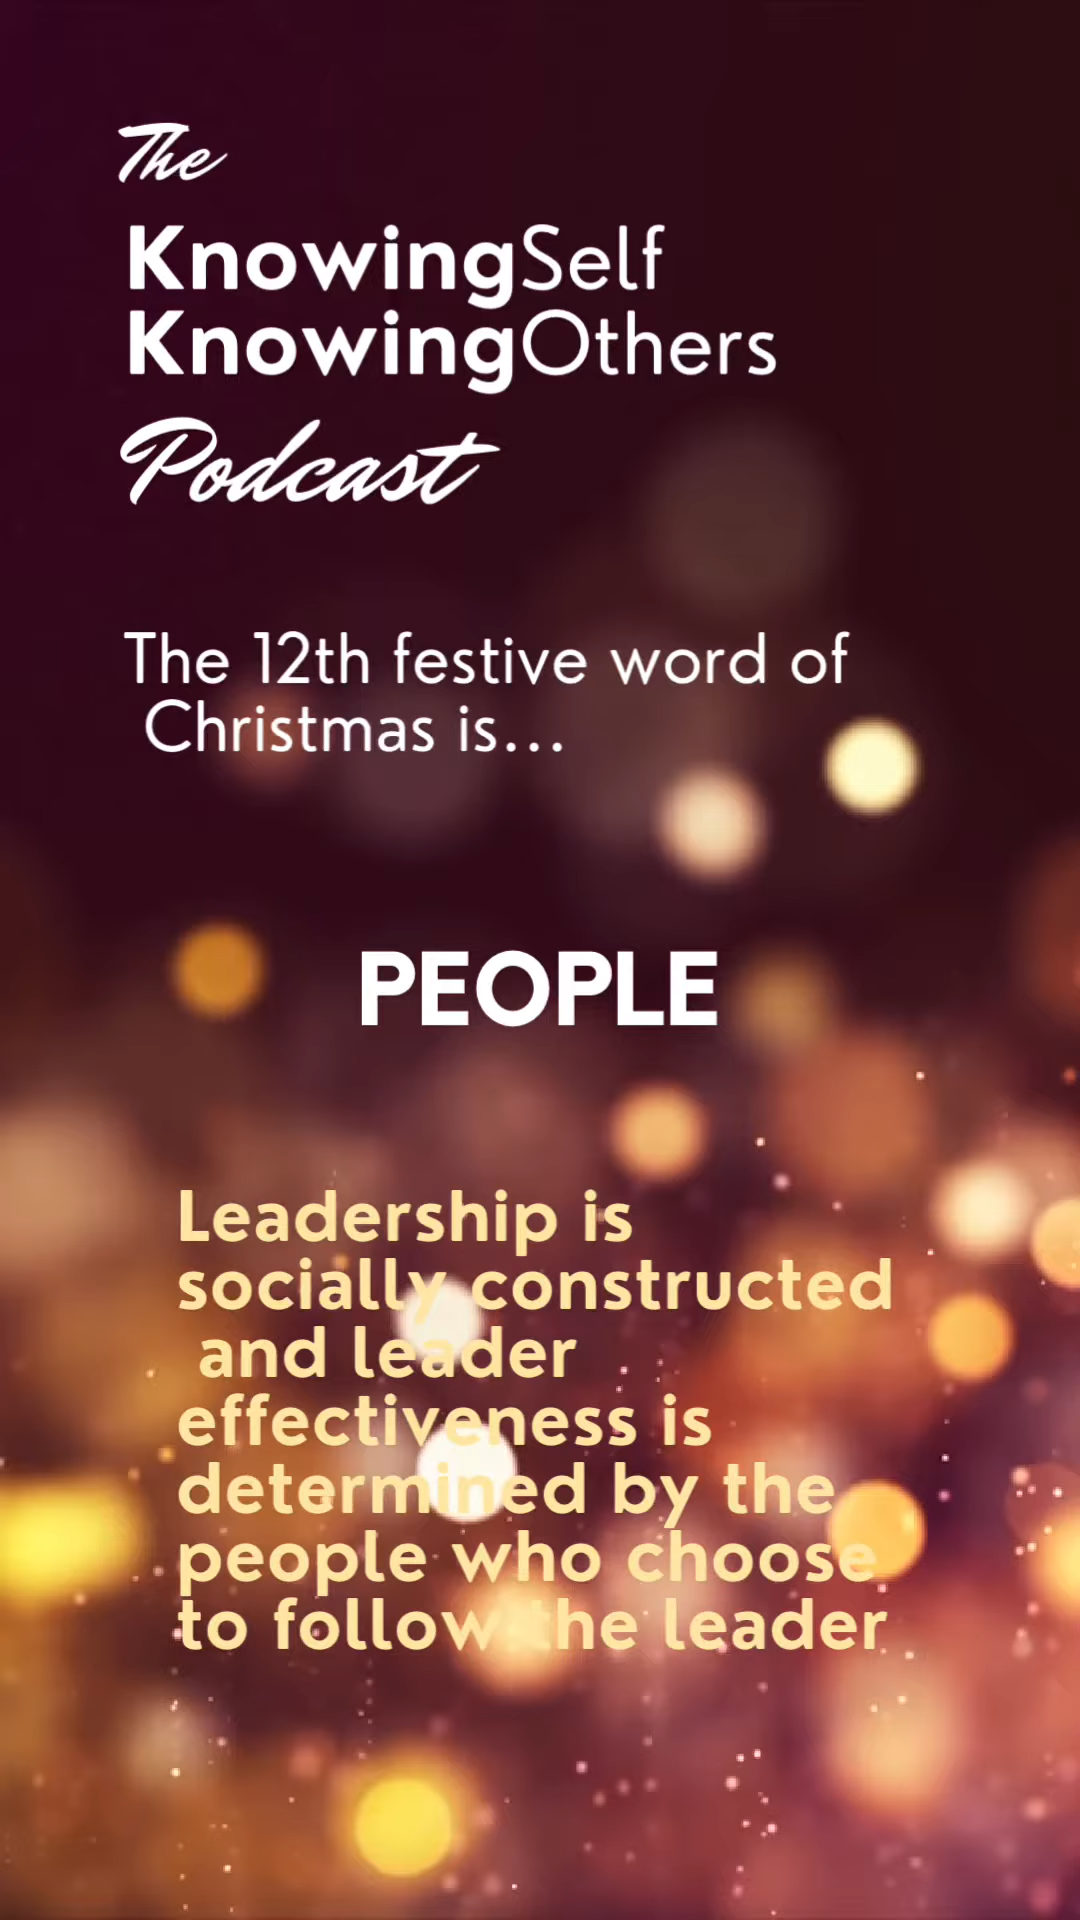 The
KnowingSelf
KnowingOthers
Podcast
The 12th festive word of
Christmas is...
PEOPLE
Leadership is
socially constructed
and leader
effectiveness is
determined by the
people who choose
to follow the leader